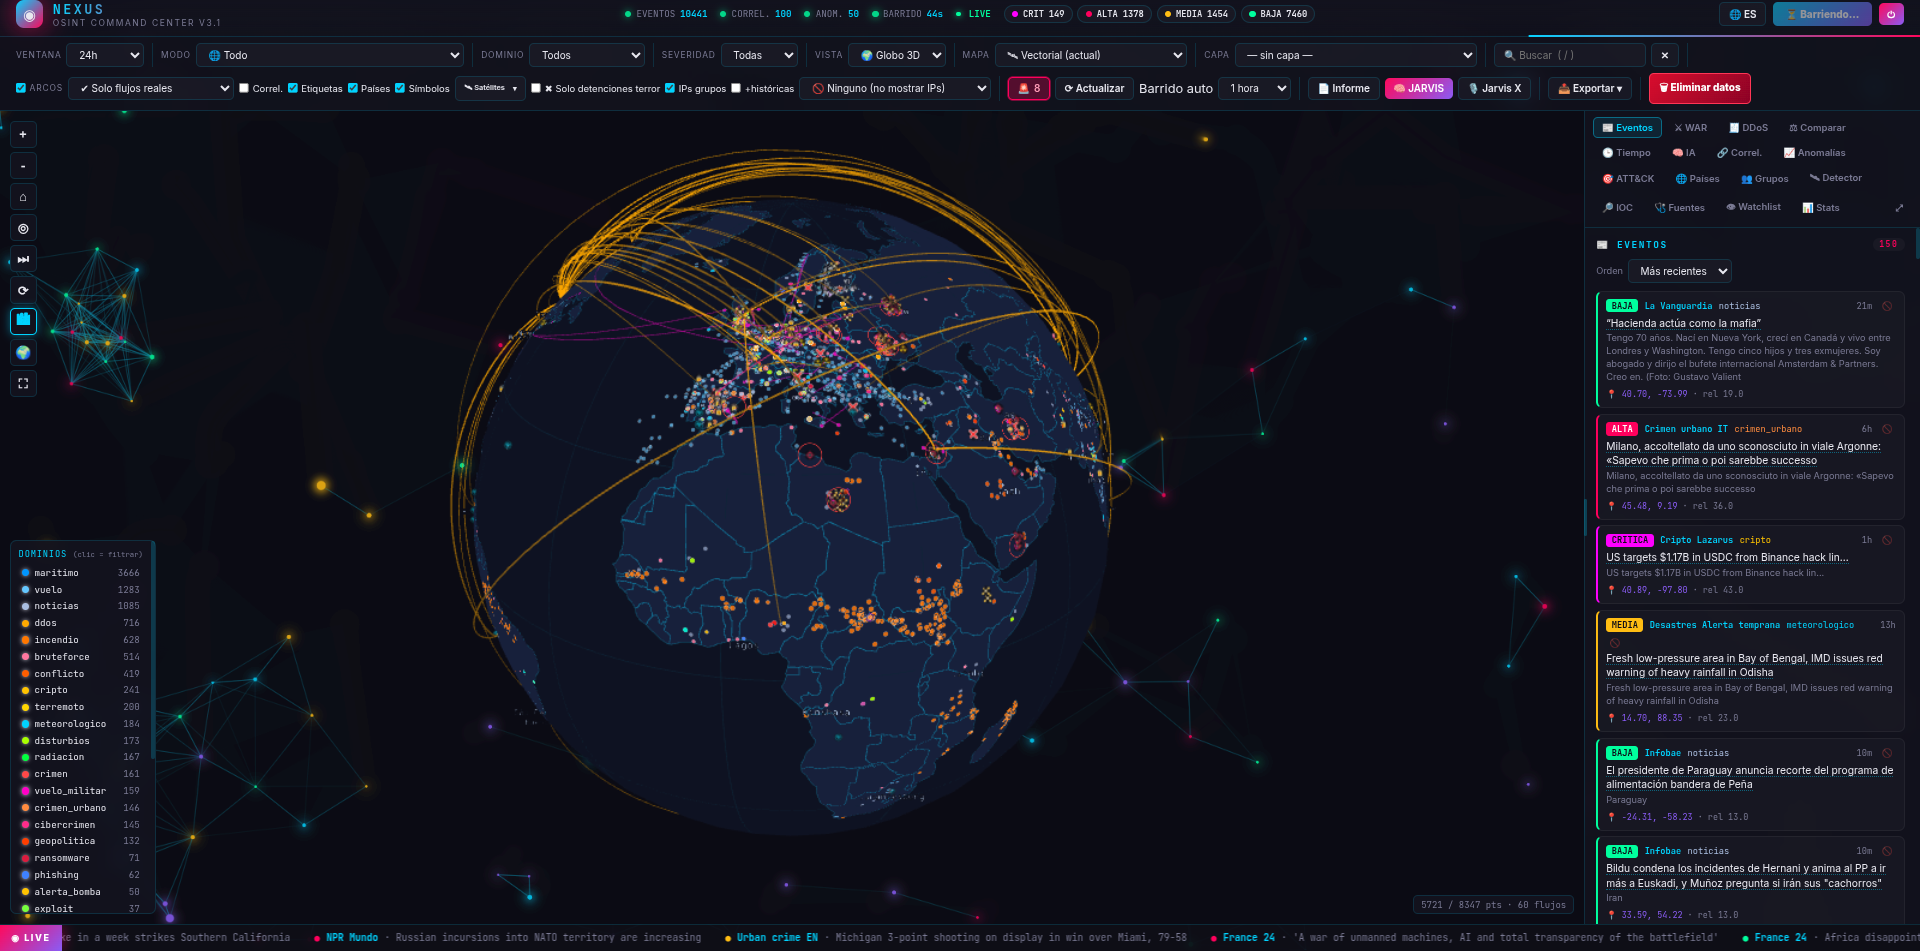 NEXUS
OSINT COMMAND CENTER V3.1
EVENTOS 10441 CORREL. 100 ANOM. 50 BARRIDO 44s LIVE
CRIT 149 ALTA 1378 MEDIA 1454 BAJA 7460
ES Barriendo...
VENTANA 24h MODO Todo DOMINIO Todos SEVERIDAD Todas VISTA Globo 3D MAPA Vectorial (actual) CAPA — sin capa — Buscar ( / ) ✕
ARCOS ✔ Solo flujos reales Correl. Etiquetas Países Símbolos Satélites ▾ ✖ Solo detenciones terror IPs grupos +históricas Ninguno (no mostrar IPs) 8 ⟳ Actualizar Barrido auto 1 hora Informe JARVIS Jarvis X Exportar ▾ Eliminar datos
+
-
DOMINIOS (clic = filtrar)
maritimo 3666
vuelo 1283
noticias 1085
ddos 716
incendio 628
bruteforce 514
conflicto 419
cripto 241
terremoto 200
meteorologico 184
disturbios 173
radiacion 167
crimen 161
vuelo_militar 159
crimen_urbano 146
cibercrimen 145
geopolitica 132
ransomware 71
phishing 62
alerta_bomba 50
exploit 37
5721 / 8347 pts · 60 flujos
Eventos WAR DDoS Comparar
Tiempo IA Correl. Anomalías
ATT&CK Países Grupos Detector
IOC Fuentes Watchlist Stats
EVENTOS 150
Orden Más recientes
BAJA La Vanguardia noticias 21m
“Hacienda actúa como la mafia”
Tengo 70 años. Nací en Nueva York, crecí en Canadá y vivo entre
Londres y Washington. Tengo cinco hijos y tres exmujeres. Soy
abogado y dirijo el bufete internacional Amsterdam & Partners.
Creo en. (Foto: Gustavo Valient
40.70, -73.99 · rel 19.0
ALTA Crimen urbano IT crimen_urbano 6h
Milano, accoltellato da uno sconosciuto in viale Argonne:
«Sapevo che prima o poi sarebbe successo
Milano, accoltellato da uno sconosciuto in viale Argonne: «Sapevo
che prima o poi sarebbe successo
45.48, 9.19 · rel 36.0
CRITICA Cripto Lazarus cripto 1h
US targets $1.17B in USDC from Binance hack lin...
US targets $1.17B in USDC from Binance hack lin...
40.89, -97.80 · rel 43.0
MEDIA Desastres Alerta temprana meteorologico 13h
Fresh low-pressure area in Bay of Bengal, IMD issues red
warning of heavy rainfall in Odisha
Fresh low-pressure area in Bay of Bengal, IMD issues red warning
of heavy rainfall in Odisha
14.70, 88.35 · rel 23.0
BAJA Infobae noticias 10m
El presidente de Paraguay anuncia recorte del programa de
alimentación bandera de Peña
Paraguay
-24.31, -58.23 · rel 13.0
BAJA Infobae noticias 10m
Bildu condena los incidentes de Hernani y anima al PP a ir
más a Euskadi, y Muñoz pregunta si irán sus "cachorros"
Iran
33.59, 54.22 · rel 13.0
LIVE ke in a week strikes Southern California NPR Mundo · Russian incursions into NATO territory are increasing Urban crime EN · Michigan 3-point shooting on display in win over Miami, 79-58 France 24 · 'A war of unmanned machines, AI and total transparency of the battlefield' France 24 · Africa disappoint